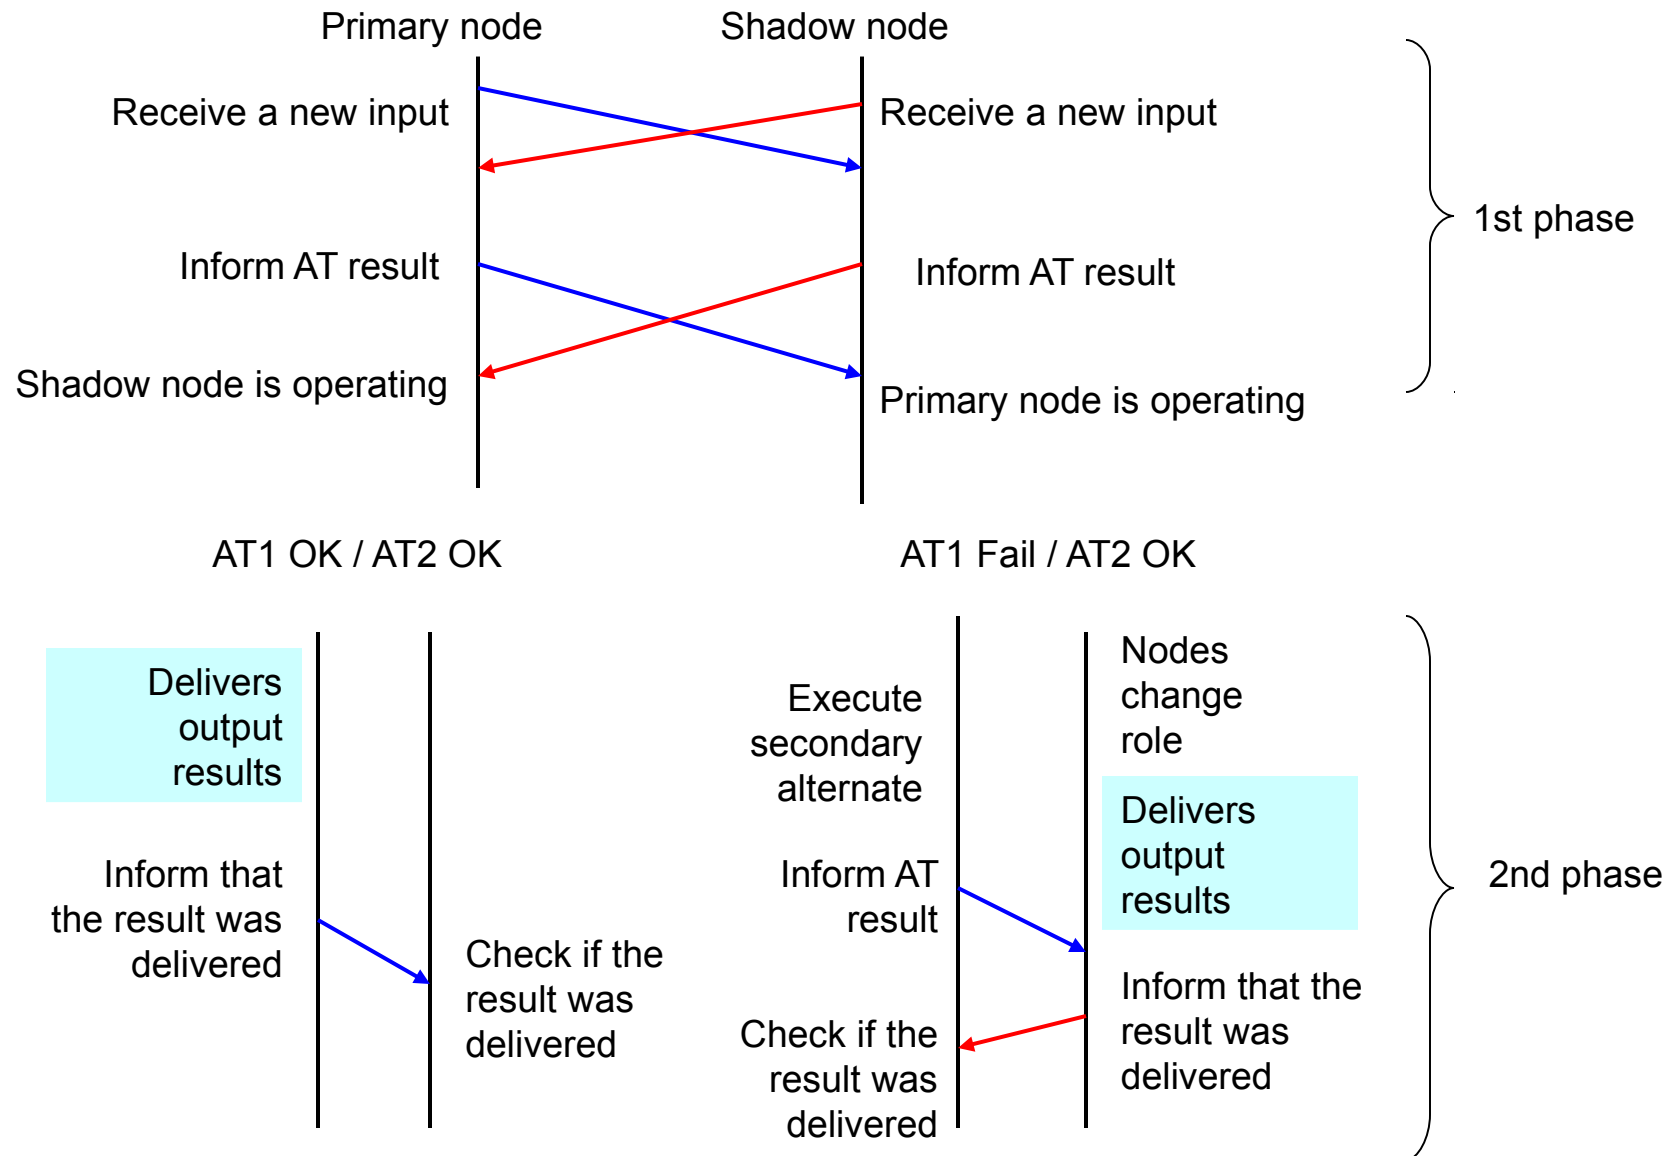 Primary node
Shadow node
Receive a new input
Receive a new input
1st phase
Inform AT result
Inform AT result
Shadow node is operating
Primary node is operating
AT1 OK / AT2 OK
AT1 Fail / AT2 OK
Delivers
output
results
Inform that
the result was
delivered
Check if the
result was
delivered
Execute
secondary
alternate
Inform AT
result
Check if the
result was
delivered
Nodes
change
role
Delivers
output
results
Inform that the
result was
delivered
2nd phase